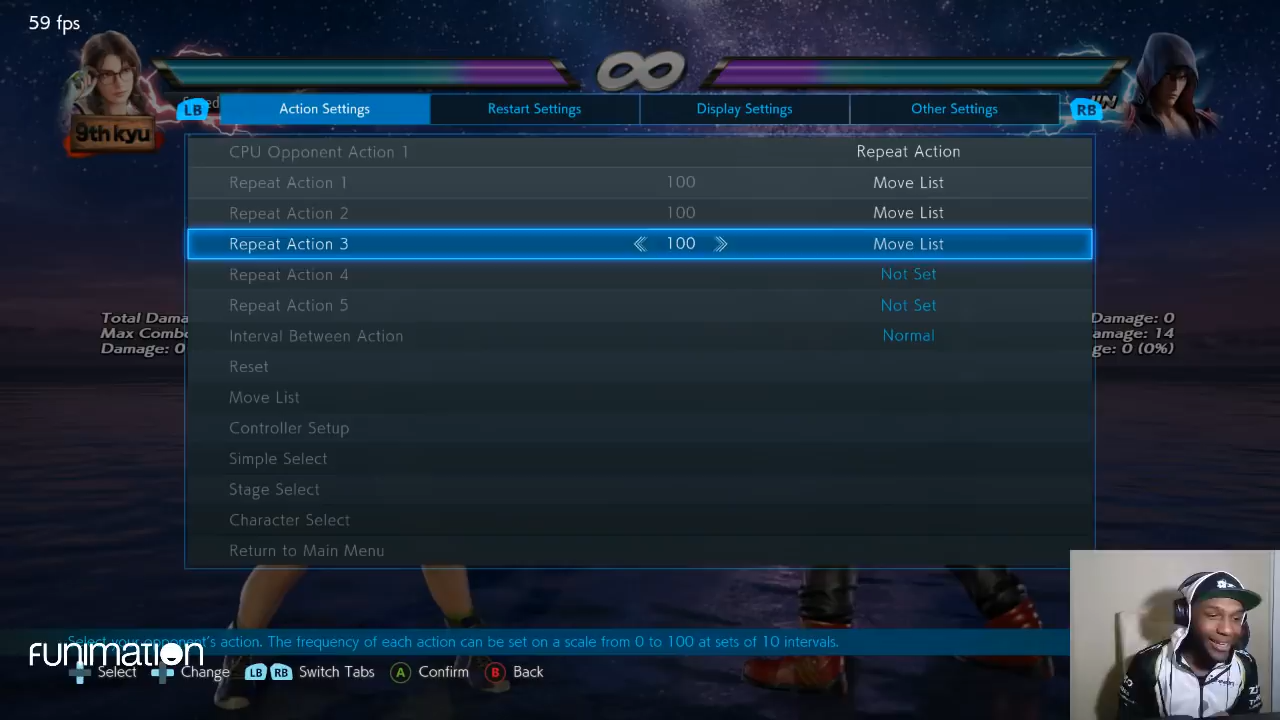 59 fps
9th kyu
LB Action Settings Restart Settings Display Settings Other Settings RB
CPU Opponent Action 1 Repeat Action
Repeat Action 1 100 Move List
Repeat Action 2 100 Move List
Repeat Action 3 100 Move List
Repeat Action 4 Not Set
Repeat Action 5 Not Set
Interval Between Action Normal
Reset
Move List
Controller Setup
Simple Select
Stage Select
Character Select
Return to Main Menu
Total Dama
Max Combo
Damage: 0
Damage: 0
amage: 14
ge: 0 (0%)
Select your opponent's action. The frequency of each action can be set on a scale from 0 to 100 at sets of 10 intervals.
funimation
Select Change LB RB Switch Tabs A Confirm B Back